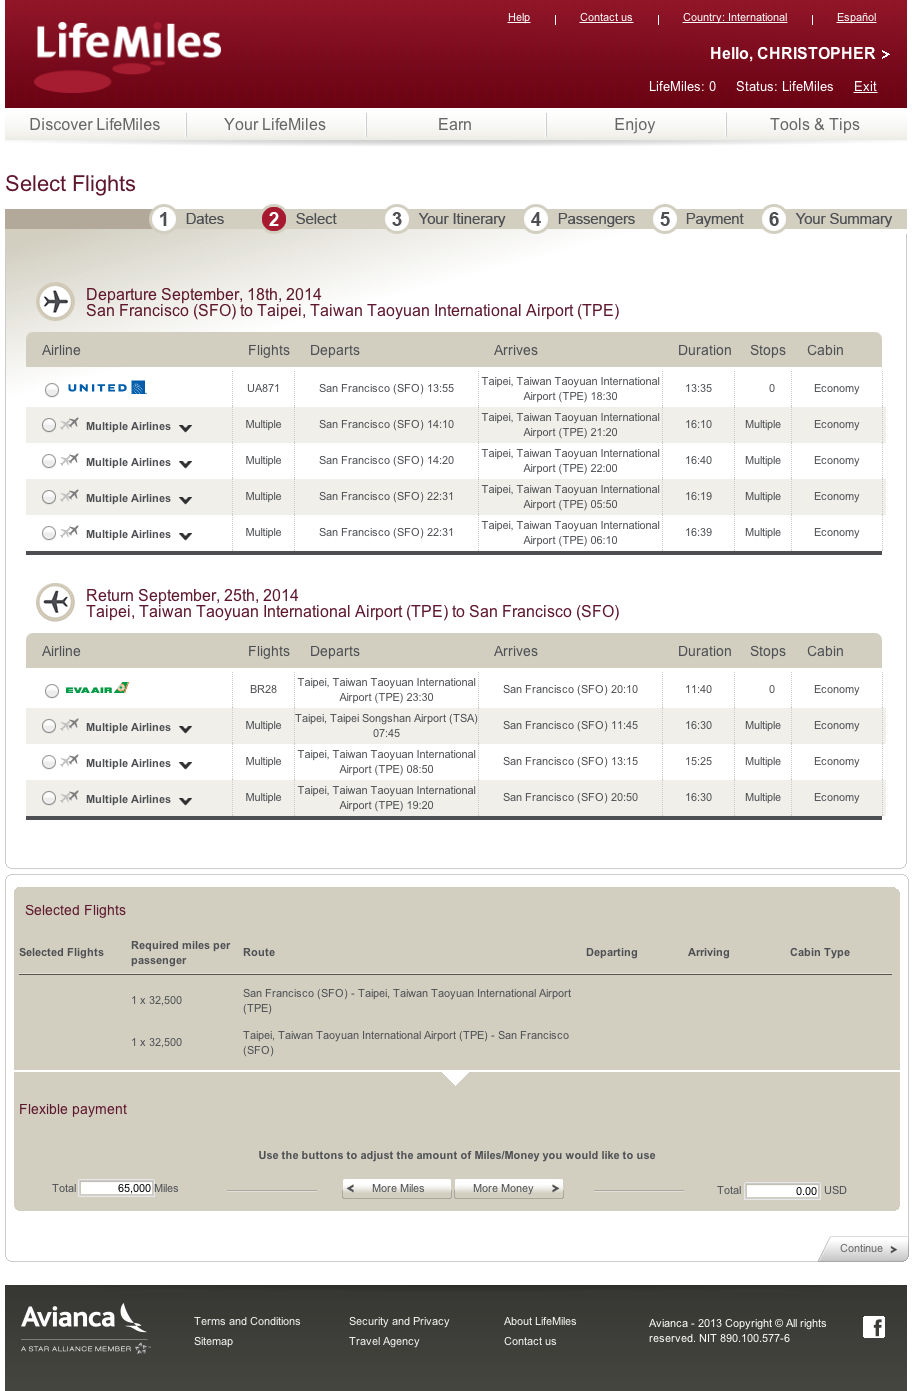 Help | Contact us | Country: International | Español
LifeMiles
Hello, CHRISTOPHER >
LifeMiles: 0 Status: LifeMiles Exit
Discover LifeMiles Your LifeMiles Earn Enjoy Tools & Tips
Select Flights
1 Dates 2 Select 3 Your Itinerary 4 Passengers 5 Payment 6 Your Summary
Departure September, 18th, 2014
San Francisco (SFO) to Taipei, Taiwan Taoyuan International Airport (TPE)
Airline Flights Departs Arrives Duration Stops Cabin
UNITED UA871 San Francisco (SFO) 13:55 Taipei, Taiwan Taoyuan International
Airport (TPE) 18:30 13:35 0 Economy
Multiple Airlines Multiple San Francisco (SFO) 14:10 Taipei, Taiwan Taoyuan International
Airport (TPE) 21:20 16:10 Multiple Economy
Multiple Airlines Multiple San Francisco (SFO) 14:20 Taipei, Taiwan Taoyuan International
Airport (TPE) 22:00 16:40 Multiple Economy
Multiple Airlines Multiple San Francisco (SFO) 22:31 Taipei, Taiwan Taoyuan International
Airport (TPE) 05:50 16:19 Multiple Economy
Multiple Airlines Multiple San Francisco (SFO) 22:31 Taipei, Taiwan Taoyuan International
Airport (TPE) 06:10 16:39 Multiple Economy
Return September, 25th, 2014
Taipei, Taiwan Taoyuan International Airport (TPE) to San Francisco (SFO)
Airline Flights Departs Arrives Duration Stops Cabin
EVA AIR BR28 Taipei, Taiwan Taoyuan International
Airport (TPE) 23:30 San Francisco (SFO) 20:10 11:40 0 Economy
Multiple Airlines Multiple Taipei, Taipei Songshan Airport (TSA)
07:45 San Francisco (SFO) 11:45 16:30 Multiple Economy
Multiple Airlines Multiple Taipei, Taiwan Taoyuan International
Airport (TPE) 08:50 San Francisco (SFO) 13:15 15:25 Multiple Economy
Multiple Airlines Multiple Taipei, Taiwan Taoyuan International
Airport (TPE) 19:20 San Francisco (SFO) 20:50 16:30 Multiple Economy
Selected Flights
Selected Flights Required miles per
passenger Route Departing Arriving Cabin Type
1 x 32,500 San Francisco (SFO) - Taipei, Taiwan Taoyuan International Airport
(TPE)
1 x 32,500 Taipei, Taiwan Taoyuan International Airport (TPE) - San Francisco
(SFO)
Flexible payment
Use the buttons to adjust the amount of Miles/Money you would like to use
Total 65,000 Miles < More Miles More Money > Total 0.00 USD
Continue >
Avianca
A STAR ALLIANCE MEMBER
Terms and Conditions Security and Privacy About LifeMiles
Sitemap Travel Agency Contact us
Avianca - 2013 Copyright © All rights
reserved. NIT 890.100.577-6
f